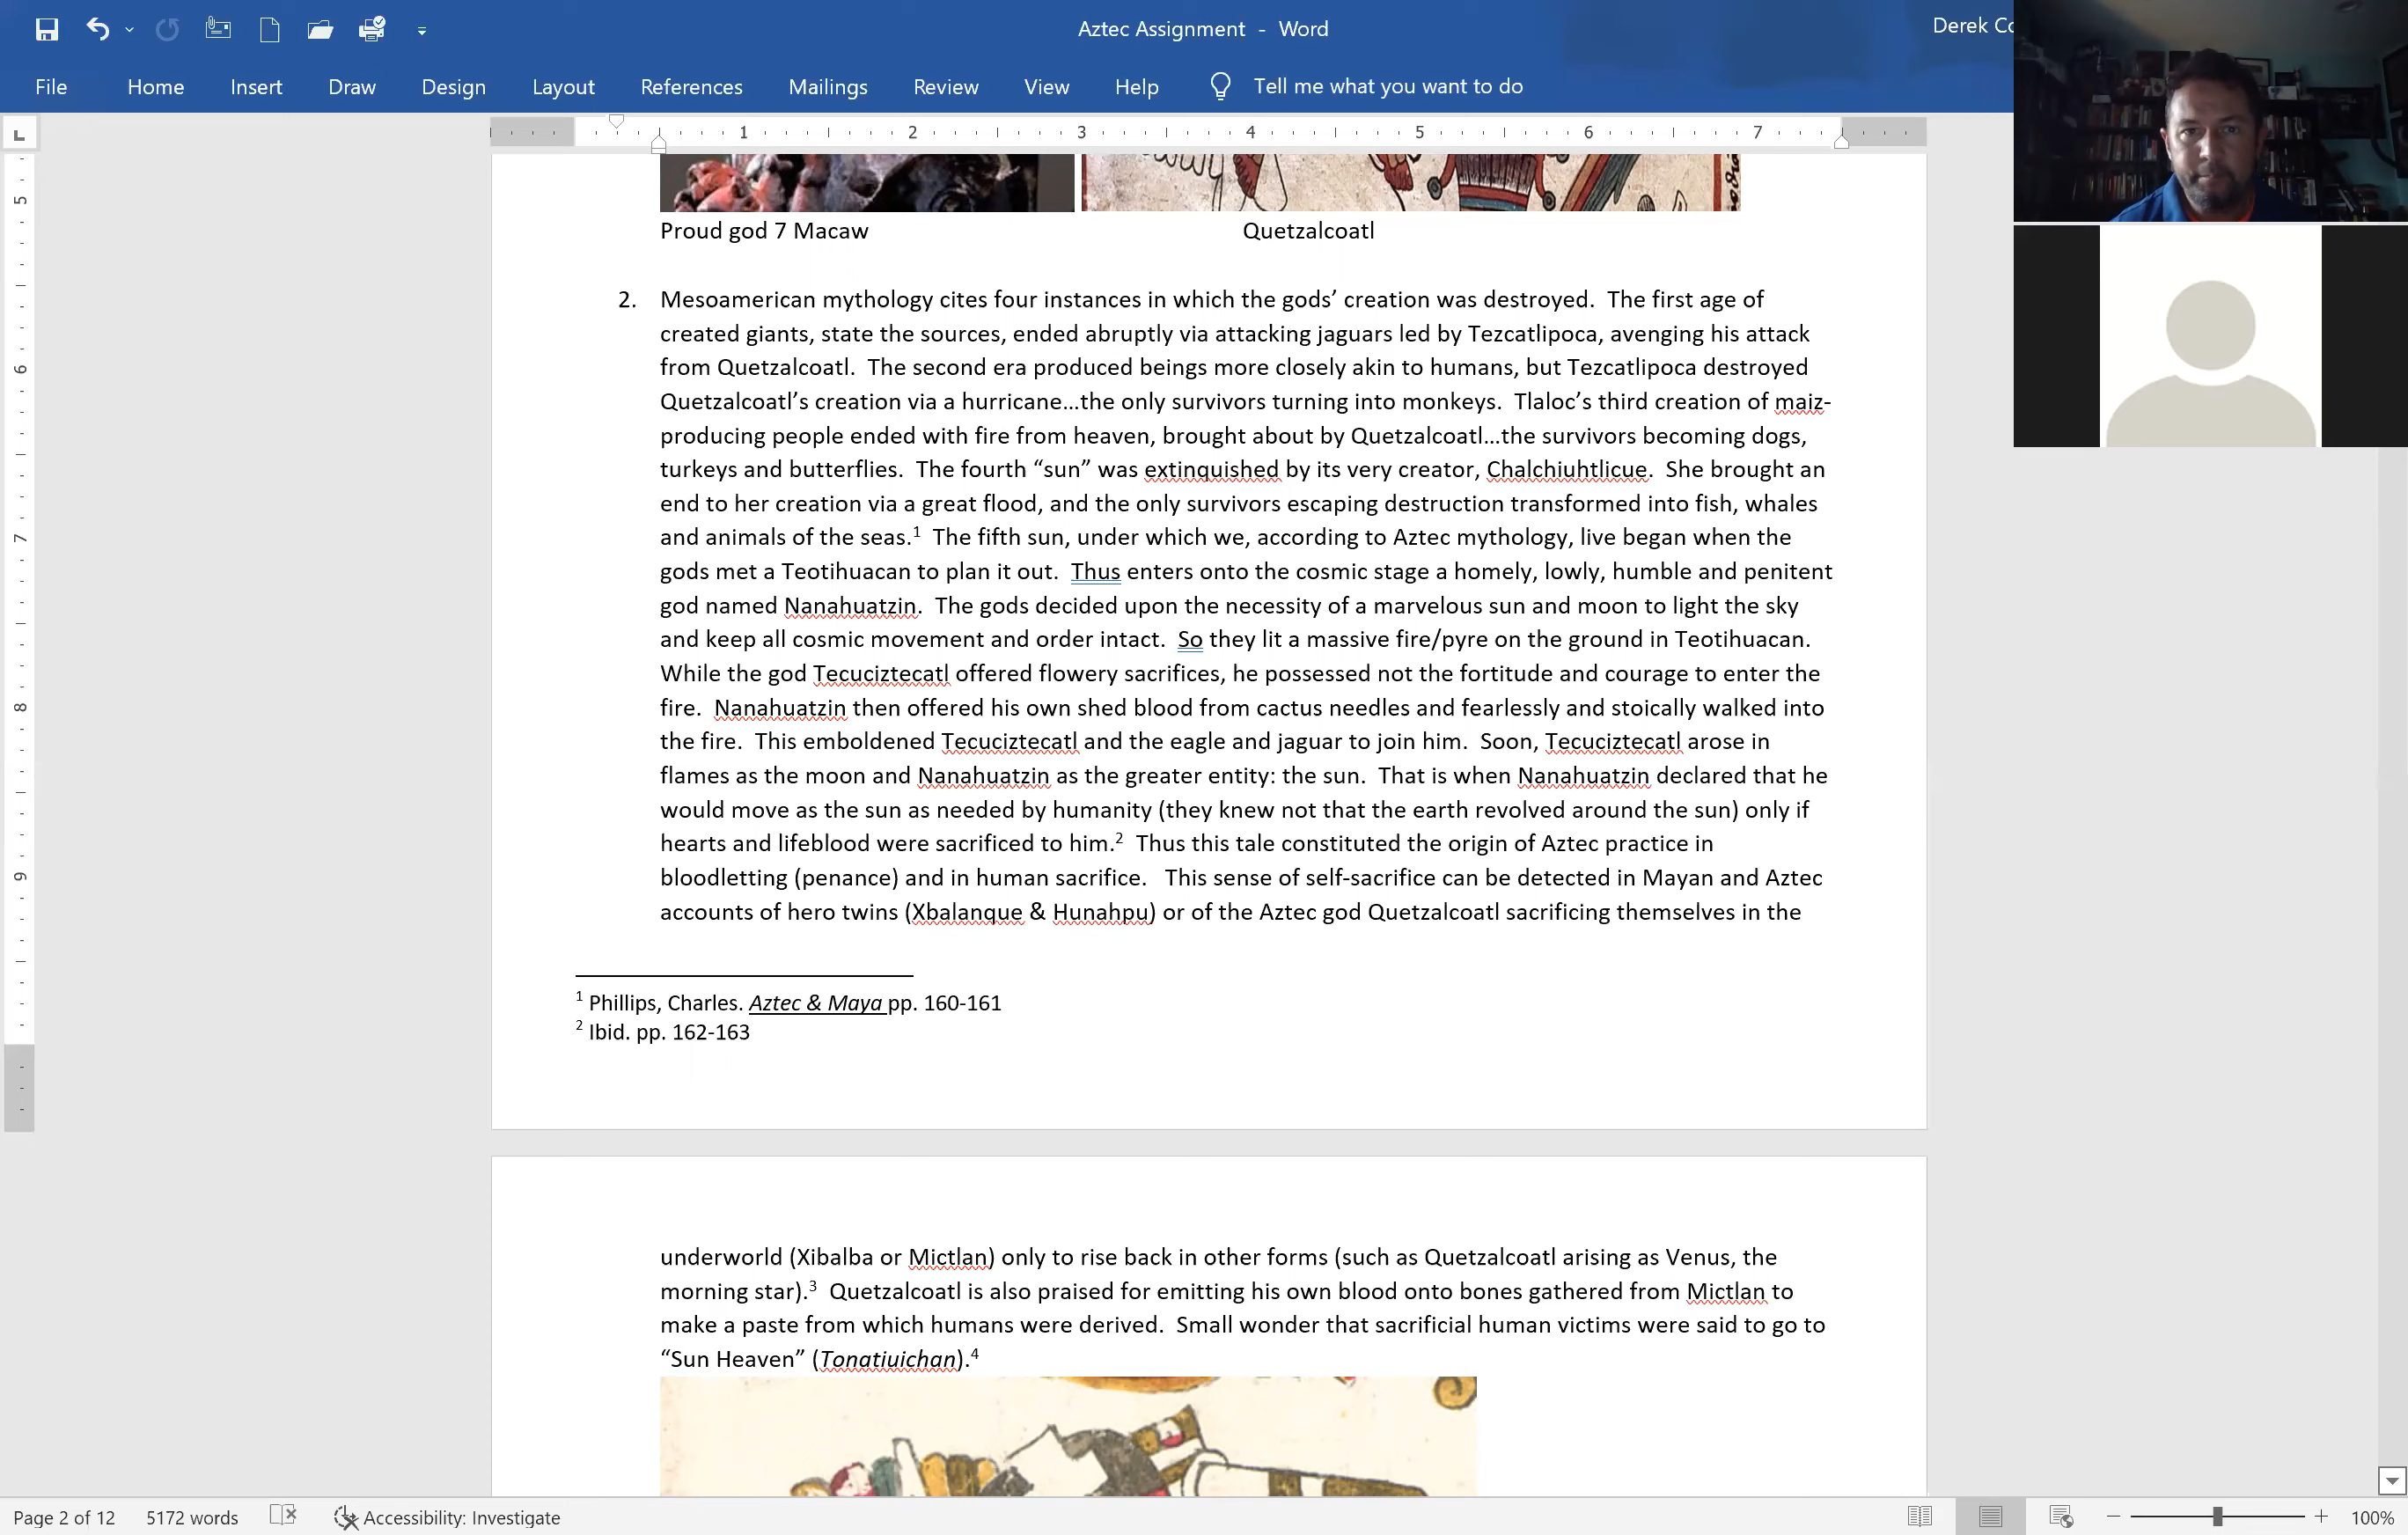 Aztec Assignment - Word
Derek Co
File Home Insert Draw Design Layout References Mailings Review View Help Tell me what you want to do
1 2 3 4 5 6 7
5
6
7
8
9
Proud god 7 Macaw Quetzalcoatl
2. Mesoamerican mythology cites four instances in which the gods’ creation was destroyed. The first age of
created giants, state the sources, ended abruptly via attacking jaguars led by Tezcatlipoca, avenging his attack
from Quetzalcoatl. The second era produced beings more closely akin to humans, but Tezcatlipoca destroyed
Quetzalcoatl’s creation via a hurricane…the only survivors turning into monkeys. Tlaloc’s third creation of maiz-
producing people ended with fire from heaven, brought about by Quetzalcoatl…the survivors becoming dogs,
turkeys and butterflies. The fourth “sun” was extinquished by its very creator, Chalchiuhtlicue. She brought an
end to her creation via a great flood, and the only survivors escaping destruction transformed into fish, whales
and animals of the seas.1 The fifth sun, under which we, according to Aztec mythology, live began when the
gods met a Teotihuacan to plan it out. Thus enters onto the cosmic stage a homely, lowly, humble and penitent
god named Nanahuatzin. The gods decided upon the necessity of a marvelous sun and moon to light the sky
and keep all cosmic movement and order intact. So they lit a massive fire/pyre on the ground in Teotihuacan.
While the god Tecuciztecatl offered flowery sacrifices, he possessed not the fortitude and courage to enter the
fire. Nanahuatzin then offered his own shed blood from cactus needles and fearlessly and stoically walked into
the fire. This emboldened Tecuciztecatl and the eagle and jaguar to join him. Soon, Tecuciztecatl arose in
flames as the moon and Nanahuatzin as the greater entity: the sun. That is when Nanahuatzin declared that he
would move as the sun as needed by humanity (they knew not that the earth revolved around the sun) only if
hearts and lifeblood were sacrificed to him.2 Thus this tale constituted the origin of Aztec practice in
bloodletting (penance) and in human sacrifice. This sense of self-sacrifice can be detected in Mayan and Aztec
accounts of hero twins (Xbalanque & Hunahpu) or of the Aztec god Quetzalcoatl sacrificing themselves in the
1 Phillips, Charles. Aztec & Maya pp. 160-161
2 Ibid. pp. 162-163
underworld (Xibalba or Mictlan) only to rise back in other forms (such as Quetzalcoatl arising as Venus, the
morning star).3 Quetzalcoatl is also praised for emitting his own blood onto bones gathered from Mictlan to
make a paste from which humans were derived. Small wonder that sacrificial human victims were said to go to
“Sun Heaven” (Tonatiuichan).4
Page 2 of 12 5172 words Accessibility: Investigate 100%